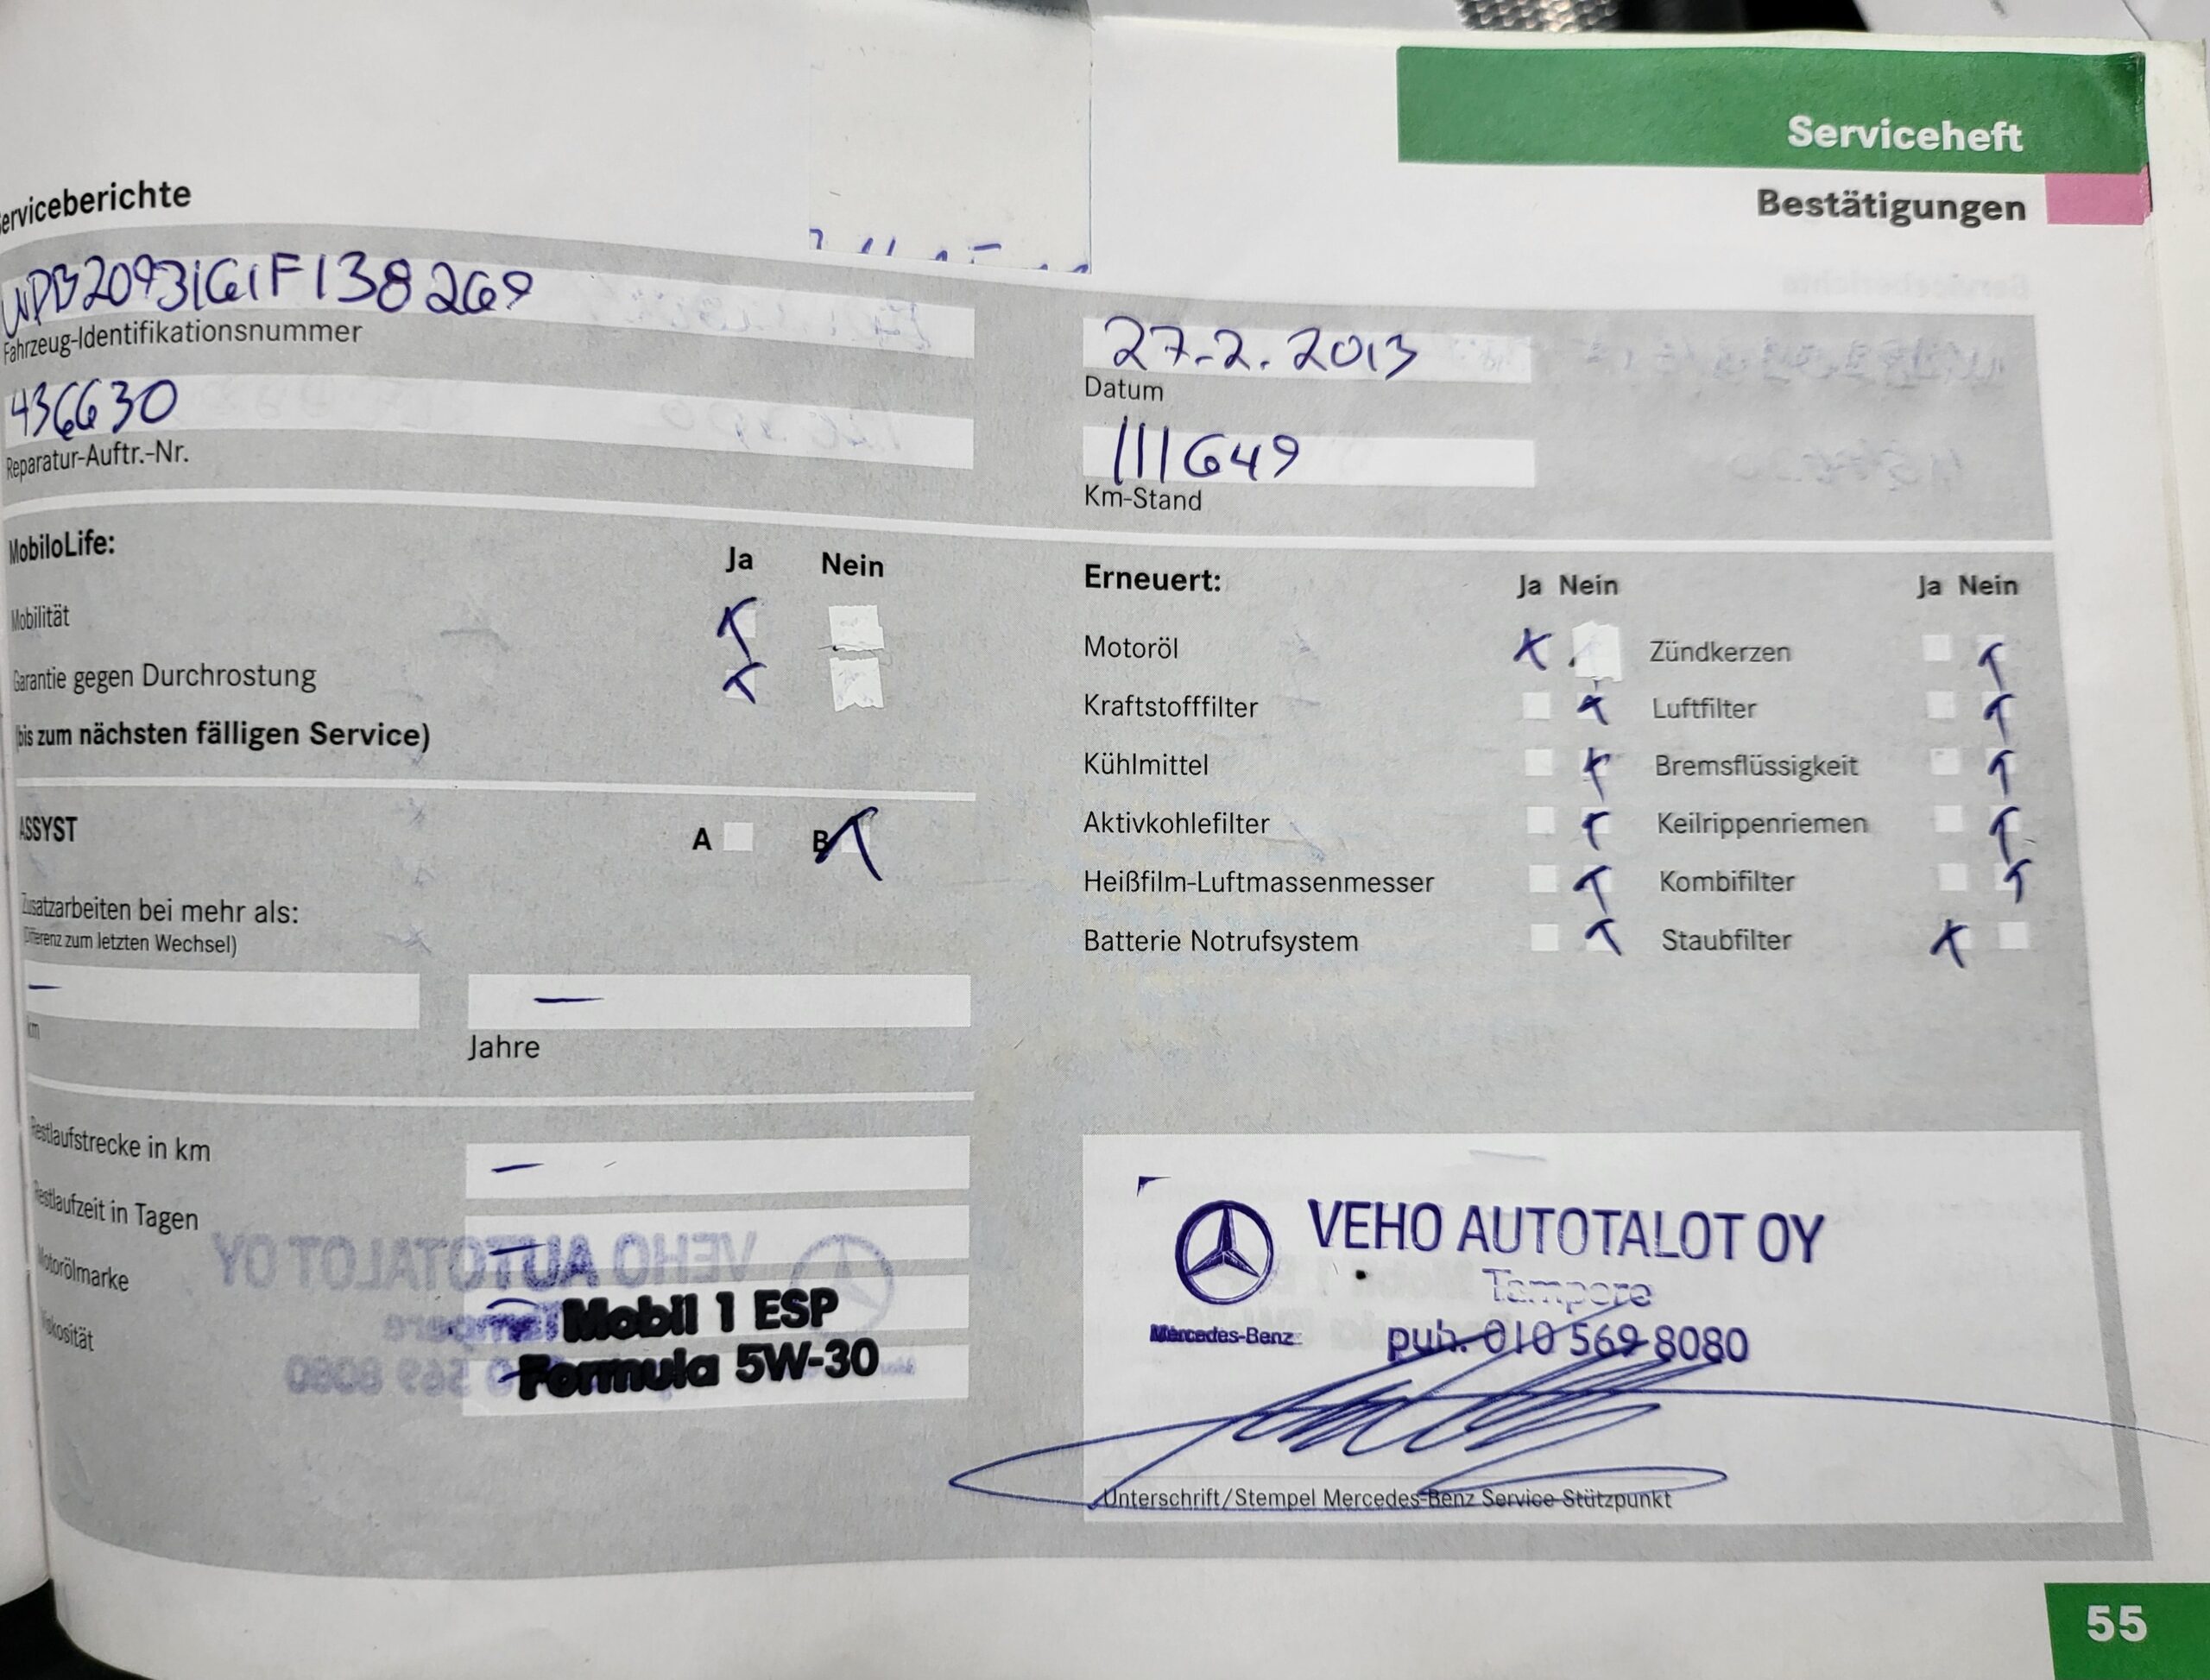 Serviceheft
Bestätigungen
Serviceberichte
WDB2093161F138269
Fahrzeug-Identifikationsnummer
436630
Reparatur-Auftr.-Nr.
27.2.2013
Datum
111649
Km-Stand
MobiloLife:
Ja Nein
Mobilität
Garantie gegen Durchrostung
(bis zum nächsten fälligen Service)
ASSYST
A B
Zusatzarbeiten bei mehr als:
(Differenz zum letzten Wechsel)
— —
km Jahre
Restlaufstrecke in km —
Restlaufzeit in Tagen —
Motorölmarke Mobil 1 ESP
Viskosität Formula 5W-30
Erneuert: Ja Nein Ja Nein
Motoröl Zündkerzen
Kraftstofffilter Luftfilter
Kühlmittel Bremsflüssigkeit
Aktivkohlefilter Keilrippenriemen
Heißfilm-Luftmassenmesser Kombifilter
Batterie Notrufsystem Staubfilter
VEHO AUTOTALOT OY
Tampere
Mercedes-Benz puh. 010 569 8080
Unterschrift/Stempel Mercedes-Benz Service-Stützpunkt
55